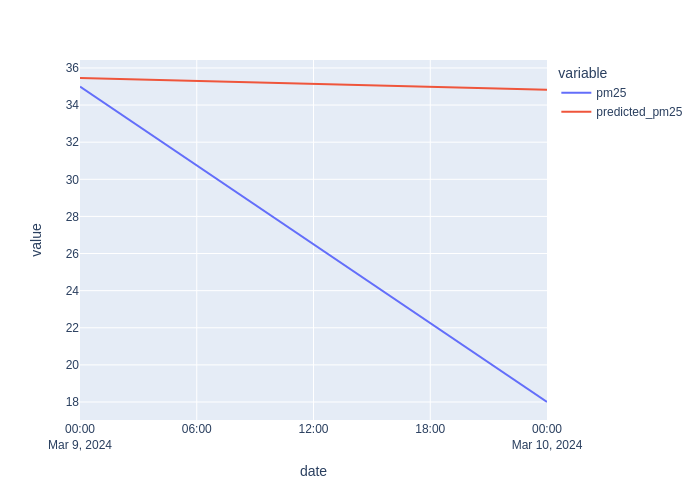 variable
pm25
predicted_pm25
value
36
34
32
30
28
26
24
22
20
18
00:00
Mar 9, 2024
06:00
12:00
18:00
00:00
Mar 10, 2024
date